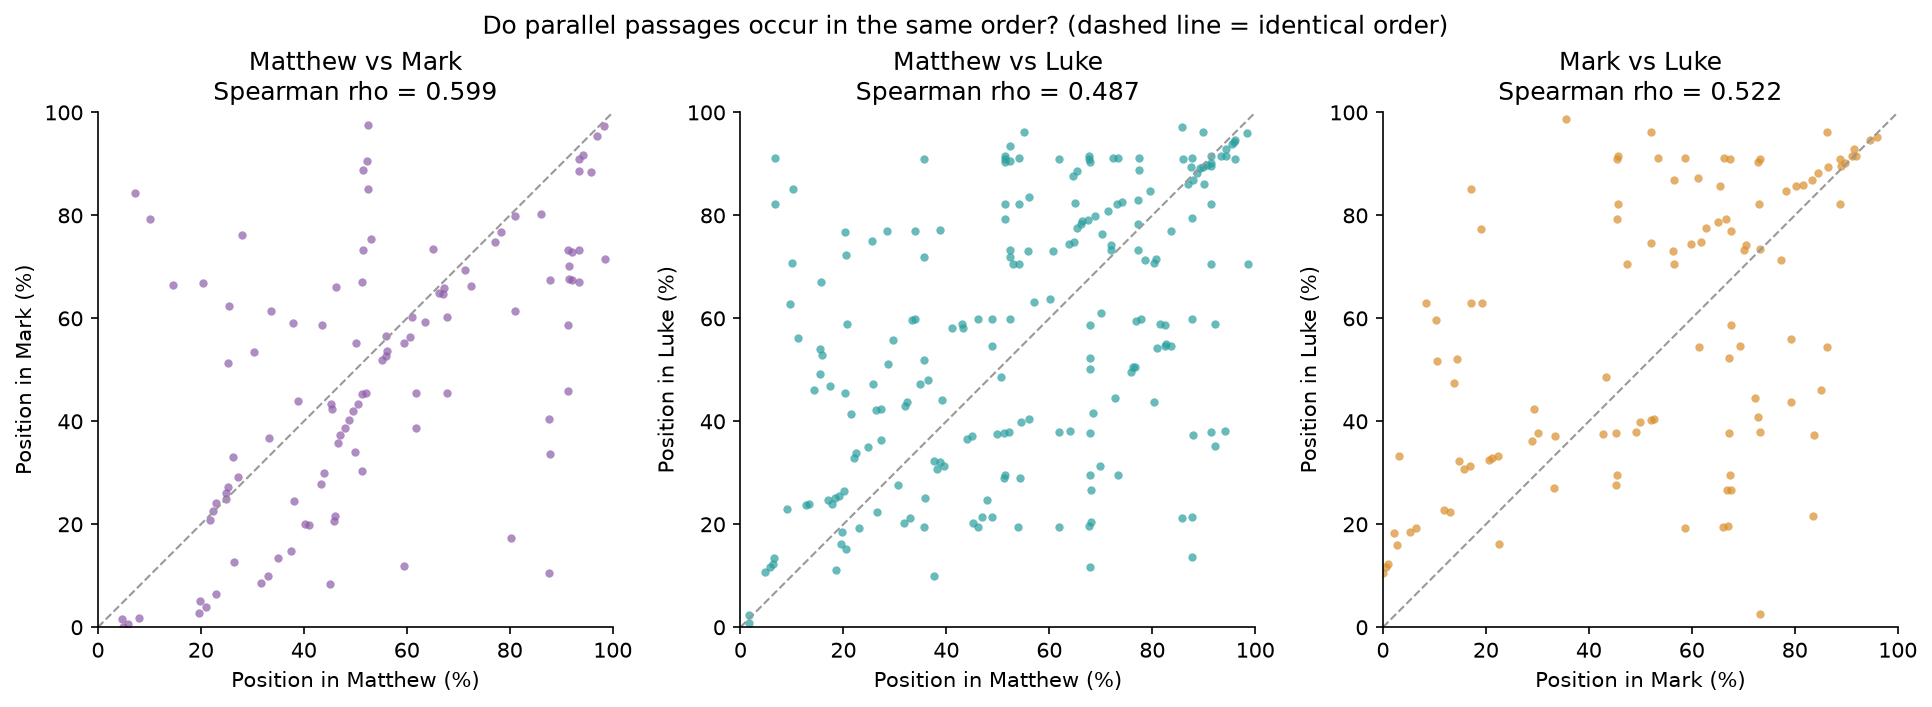 Do parallel passages occur in the same order? (dashed line = identical order)
Matthew vs Mark
Spearman rho = 0.599
Position in Mark (%)
100
80
60
40
20
0
0 20 40 60 80 100
Position in Matthew (%)
Matthew vs Luke
Spearman rho = 0.487
Position in Luke (%)
100
80
60
40
20
0
0 20 40 60 80 100
Position in Matthew (%)
Mark vs Luke
Spearman rho = 0.522
Position in Luke (%)
100
80
60
40
20
0
0 20 40 60 80 100
Position in Mark (%)